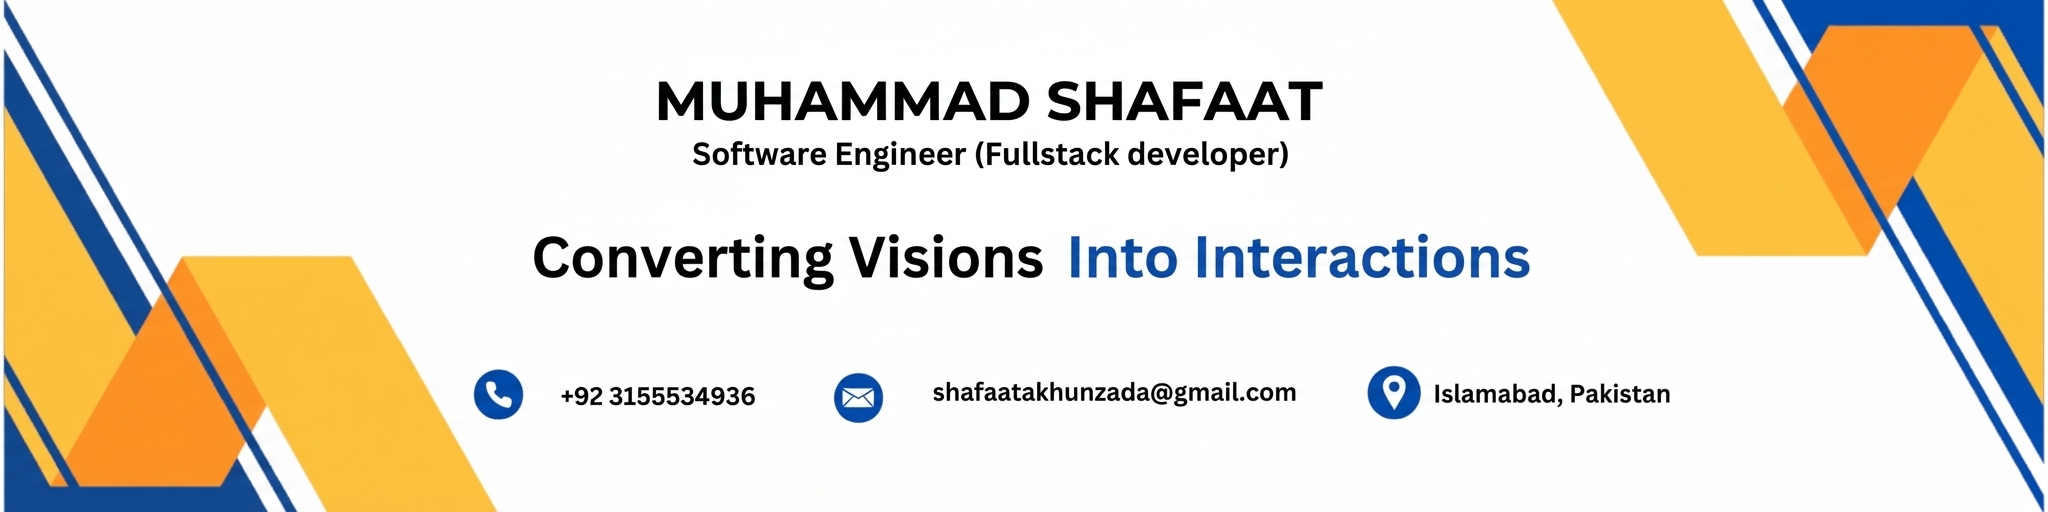 MUHAMMAD SHAFAAT
Software Engineer (Fullstack developer)
Converting Visions Into Interactions
+92 3155534936 shafaatakhunzada@gmail.com Islamabad, Pakistan